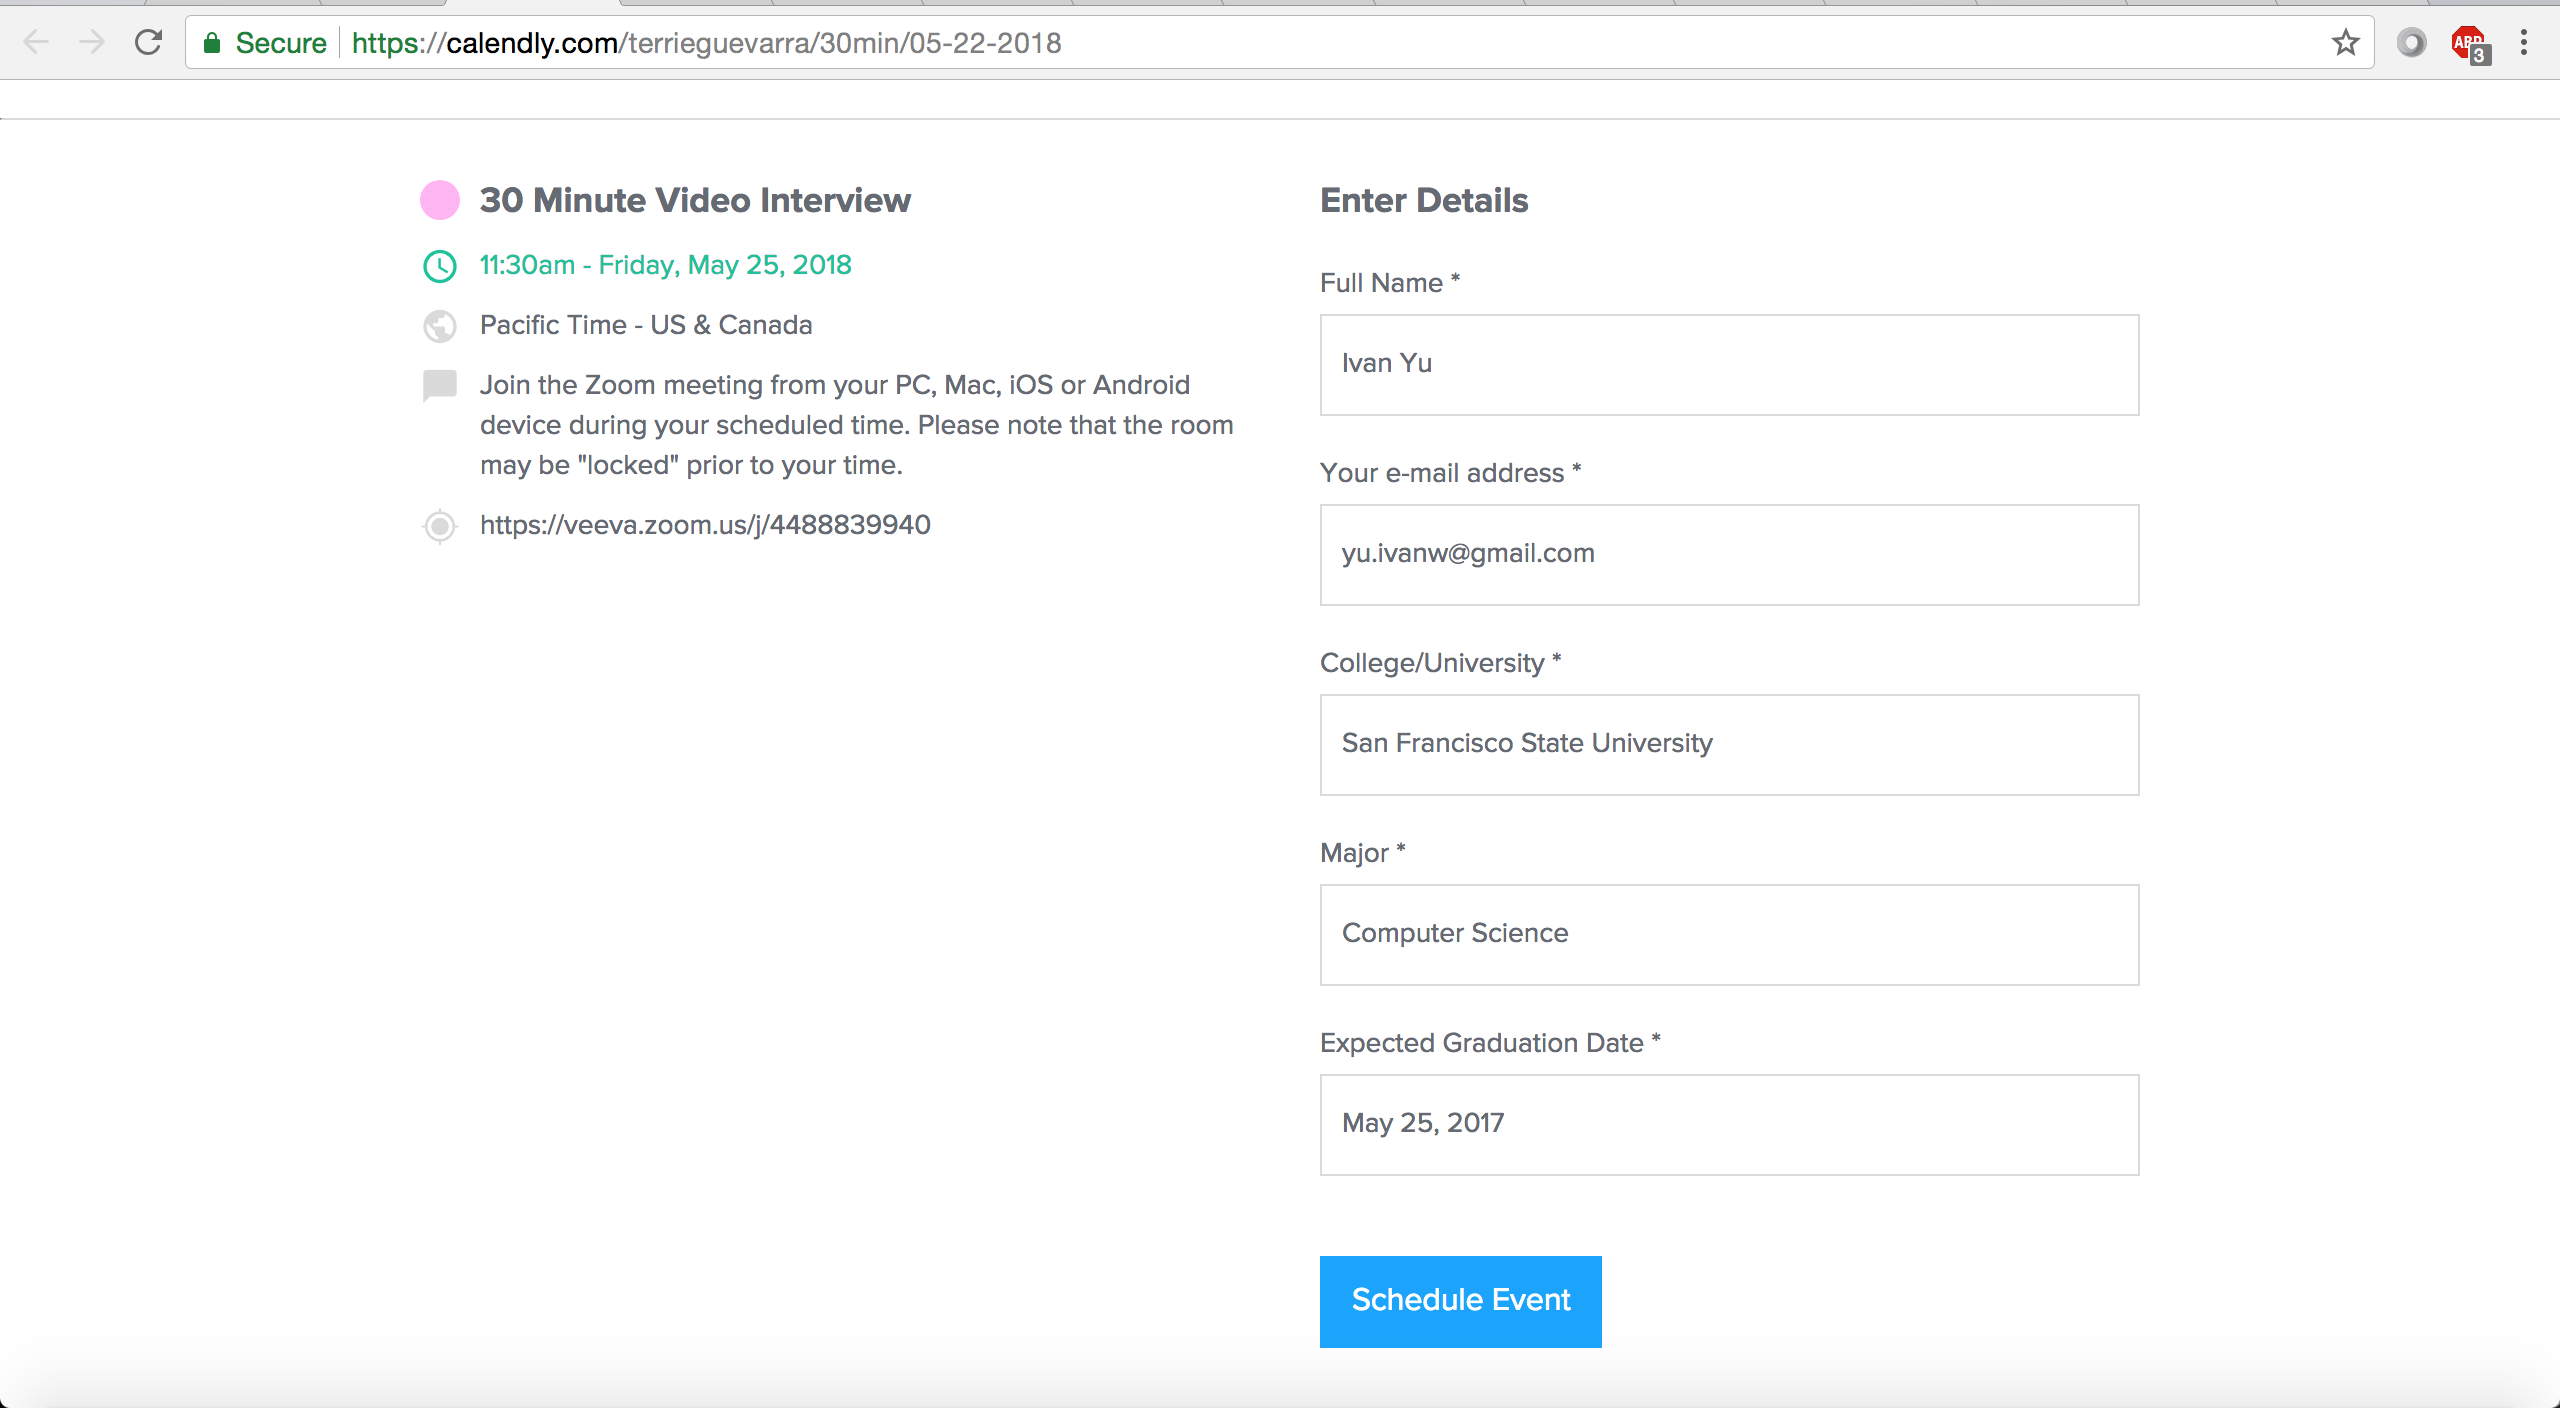 Secure https://calendly.com/terrieguevarra/30min/05-22-2018
ABP
3
30 Minute Video Interview
11:30am - Friday, May 25, 2018
Pacific Time - US & Canada
Join the Zoom meeting from your PC, Mac, iOS or Android
device during your scheduled time. Please note that the room
may be "locked" prior to your time.
https://veeva.zoom.us/j/4488839940
Enter Details
Full Name *
Ivan Yu
Your e-mail address *
yu.ivanw@gmail.com
College/University *
San Francisco State University
Major *
Computer Science
Expected Graduation Date *
May 25, 2017
Schedule Event